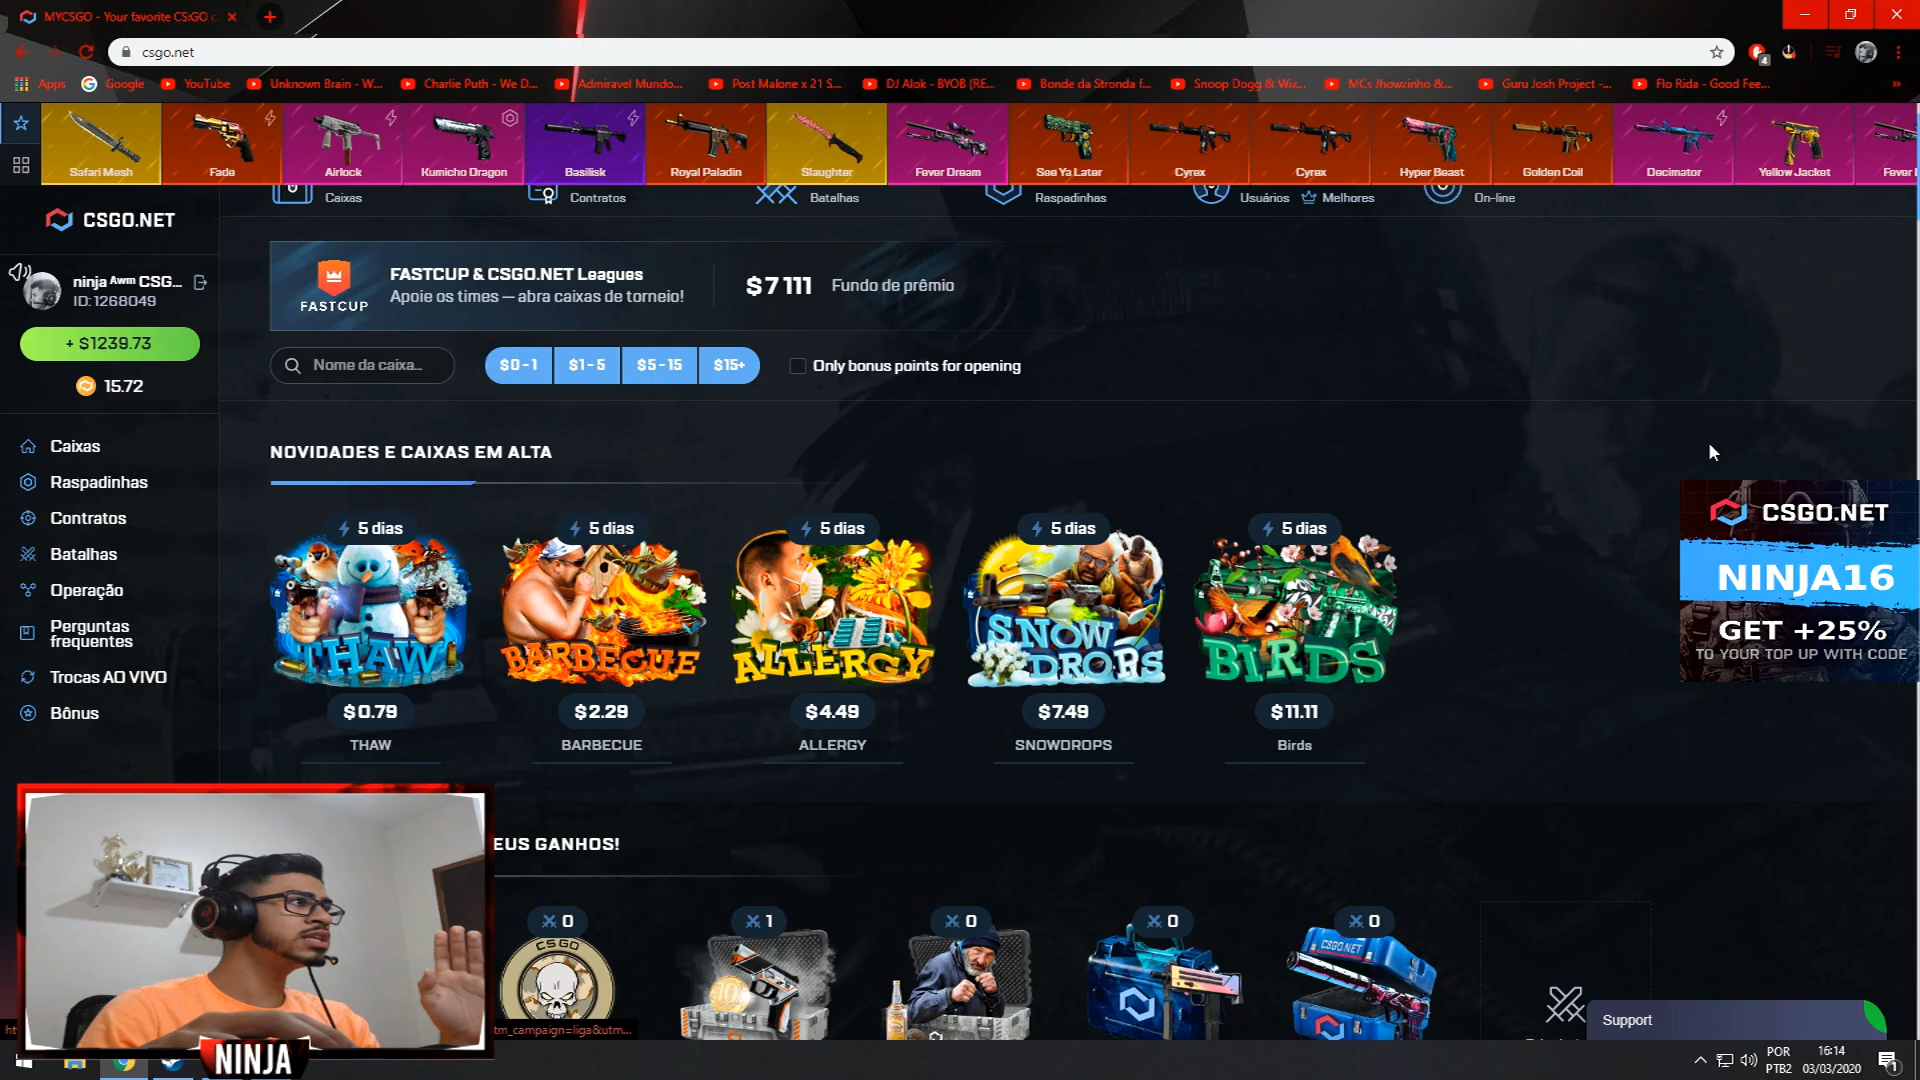 MYCSGO - Your favorite CS:GO c
csgo.net
4
Apps
Google
YouTube
Unknown Brain - W...
Charlie Puth - We D...
Admiravel Mundo...
Post Malone x 21 S...
DJ Alok - BYOB (RE...
Bonde da Stronda f...
Snoop Dogg & Wiz...
MCs Jhowzinho &...
Guru Josh Project -...
Flo Rida - Good Fee...
Safari Mesh
Fade
Airlock
Kumicho Dragon
Basilisk
Royal Paladin
Slaughter
Fever Dream
See Ya Later
Cyrex
Cyrex
Hyper Beast
Golden Coil
Decimator
Yellow Jacket
Fever
Caixas
Contratos
Batalhas
Raspadinhas
Usuários
Melhores
On-line
CSGO.NET
ninja ᴬʷᵐ CSG...
ID:1268049
+ $1239.73
15.72
Caixas
Raspadinhas
Contratos
Batalhas
Operação
Perguntas
frequentes
Trocas AO VIVO
Bônus
FASTCUP
FASTCUP & CSGO.NET Leagues
Apoie os times — abra caixas de torneio!
$7 111
Fundo de prêmio
Nome da caixa...
$0 - 1
$1 - 5
$5 - 15
$15+
Only bonus points for opening
NOVIDADES E CAIXAS EM ALTA
5 dias
5 dias
5 dias
5 dias
5 dias
THAW
BARBECUE
ALLERGY
SNOW
DROPS
BIRDS
$0.79
$2.29
$4.49
$7.49
$11.11
THAW
BARBECUE
ALLERGY
SNOWDROPS
Birds
CSGO.NET
NINJA16
GET +25%
TO YOUR TOP UP WITH CODE
EUS GANHOS!
0
1
0
0
0
CSGO
CSGO.NET
tm_campaign=liga&utm...
Support
NINJA
POR
PTB2
16:14
03/03/2020
1